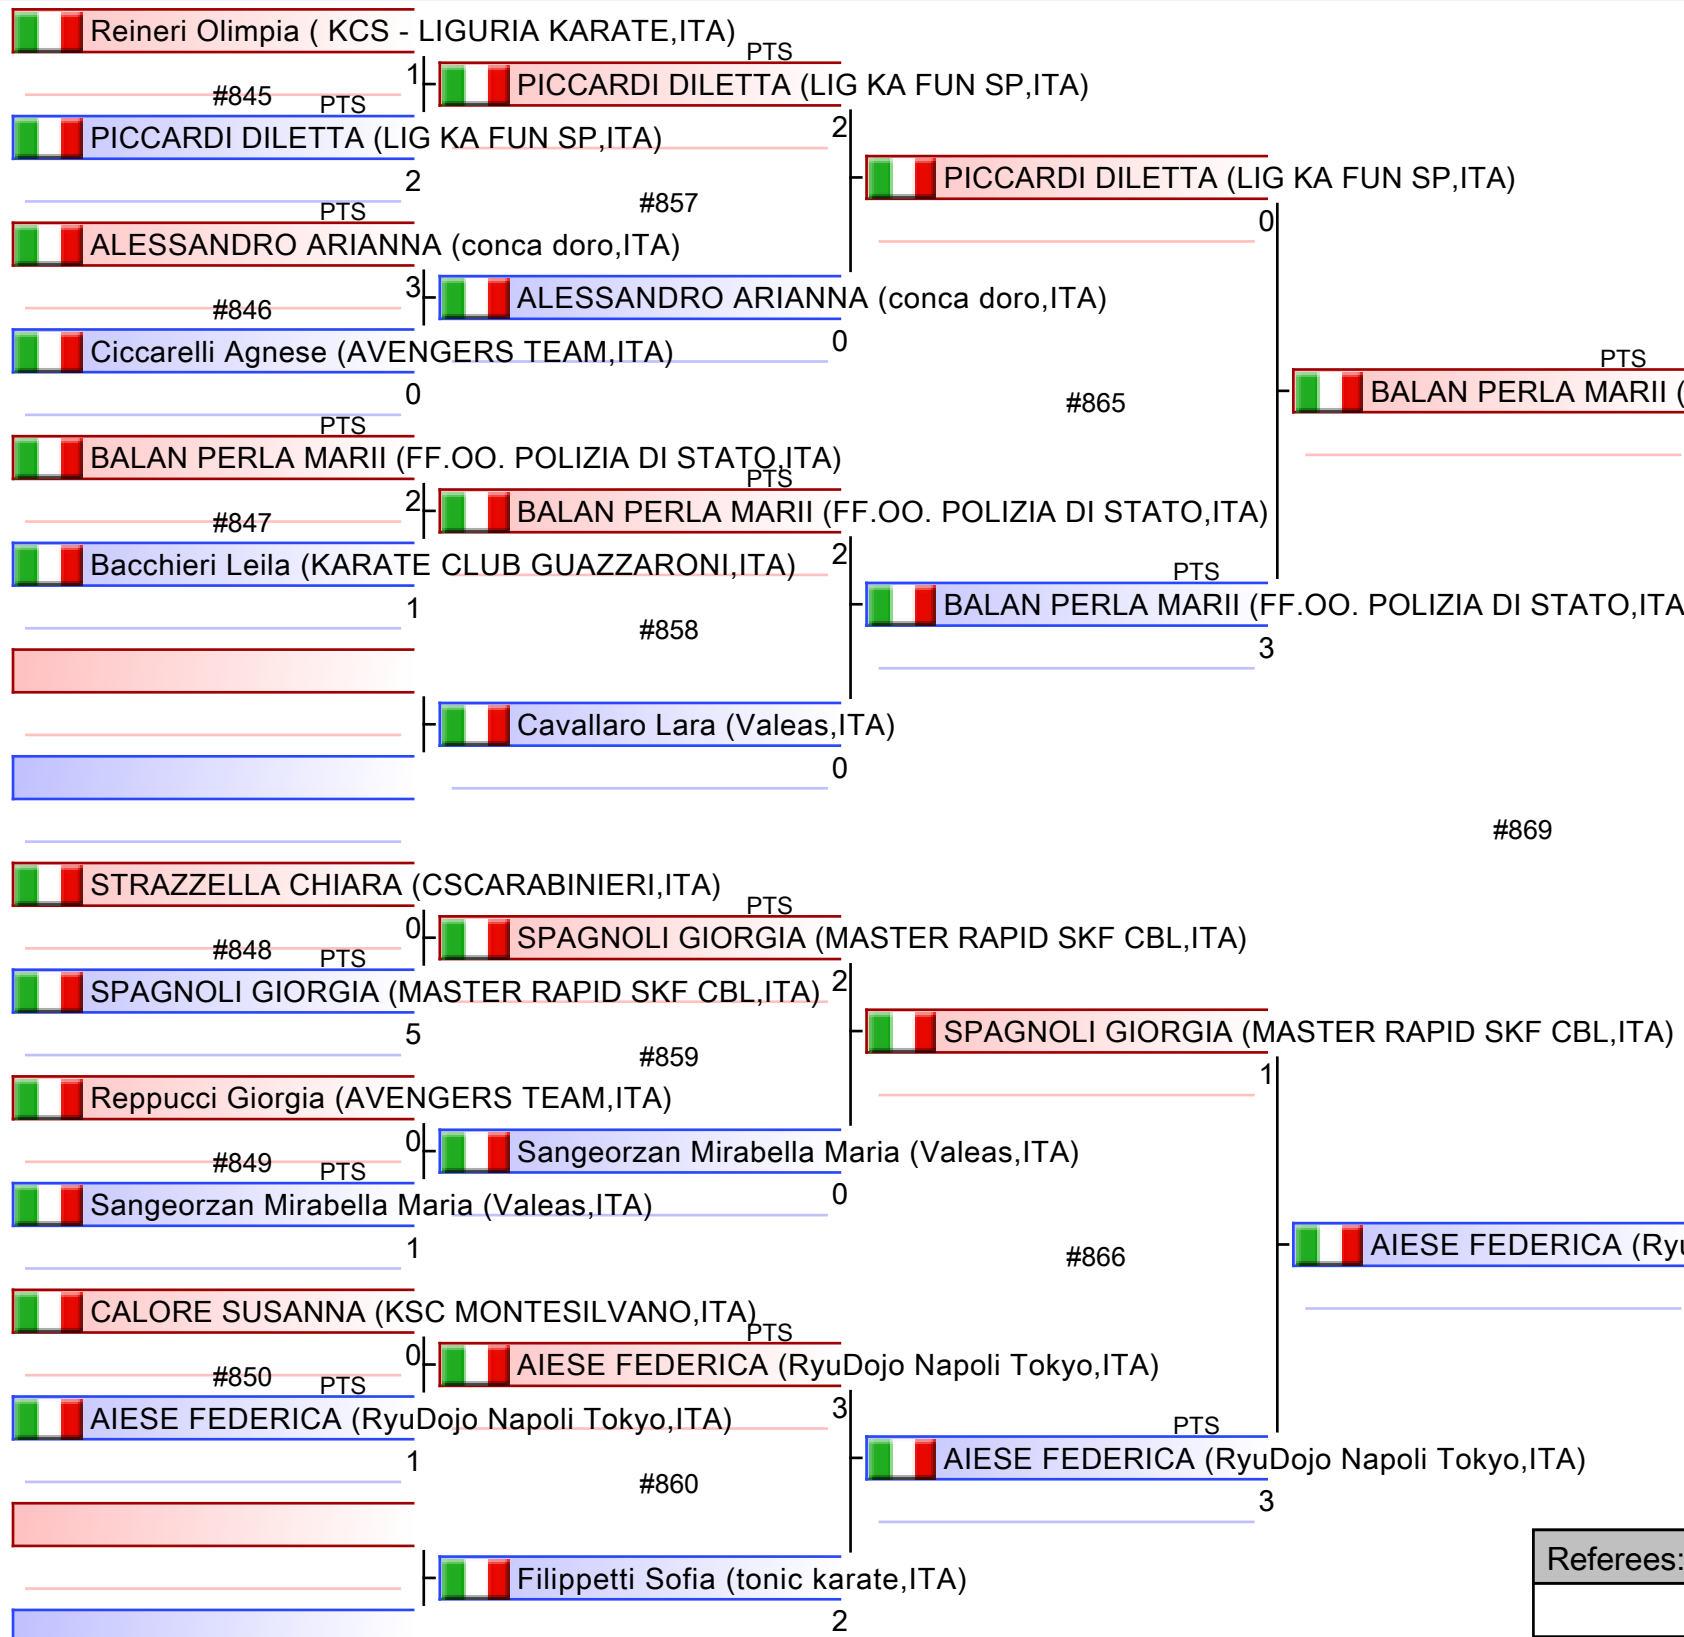 Reineri Olimpia ( KCS - LIGURIA KARATE,ITA)
PTS
1
PICCARDI DILETTA (LIG KA FUN SP,ITA)
#845
PTS
2
PICCARDI DILETTA (LIG KA FUN SP,ITA)
PICCARDI DILETTA (LIG KA FUN SP,ITA)
2
#857
PTS
0
ALESSANDRO ARIANNA (conca doro,ITA)
3
ALESSANDRO ARIANNA (conca doro,ITA)
#846
0
Ciccarelli Agnese (AVENGERS TEAM,ITA)
PTS
0
#865
BALAN PERLA MARII (
PTS
BALAN PERLA MARII (FF.OO. POLIZIA DI STATO,ITA)
PTS
2
BALAN PERLA MARII (FF.OO. POLIZIA DI STATO,ITA)
#847
2
Bacchieri Leila (KARATE CLUB GUAZZARONI,ITA)
PTS
1
BALAN PERLA MARII (FF.OO. POLIZIA DI STATO,ITA
#858
3
Cavallaro Lara (Valeas,ITA)
0
#869
STRAZZELLA CHIARA (CSCARABINIERI,ITA)
PTS
0
SPAGNOLI GIORGIA (MASTER RAPID SKF CBL,ITA)
#848
PTS
2
SPAGNOLI GIORGIA (MASTER RAPID SKF CBL,ITA)
5
SPAGNOLI GIORGIA (MASTER RAPID SKF CBL,ITA)
#859
1
Reppucci Giorgia (AVENGERS TEAM,ITA)
0
Sangeorzan Mirabella Maria (Valeas,ITA)
#849
PTS
0
Sangeorzan Mirabella Maria (Valeas,ITA)
1
#866
AIESE FEDERICA (Ryu
CALORE SUSANNA (KSC MONTESILVANO,ITA)
PTS
0
AIESE FEDERICA (RyuDojo Napoli Tokyo,ITA)
#850
PTS
3
AIESE FEDERICA (RyuDojo Napoli Tokyo,ITA)
PTS
1
AIESE FEDERICA (RyuDojo Napoli Tokyo,ITA)
#860
3
Referees:
Filippetti Sofia (tonic karate,ITA)
2